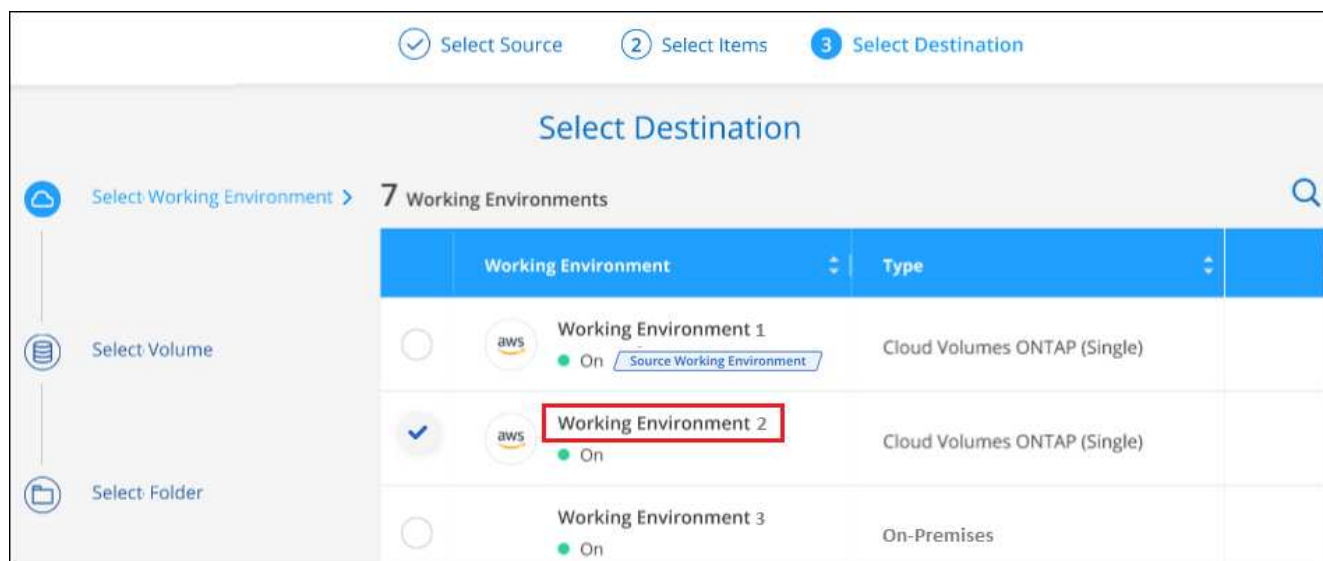 Select Source 2 Select Items 3 Select Destination
Select Destination
Select Working Environment >
7 Working Environments
Working Environment Type
aws Working Environment 1
On Source Working Environment
Cloud Volumes ONTAP (Single)
Select Volume
aws Working Environment 2
On
Cloud Volumes ONTAP (Single)
Select Folder
Working Environment 3
On
On-Premises